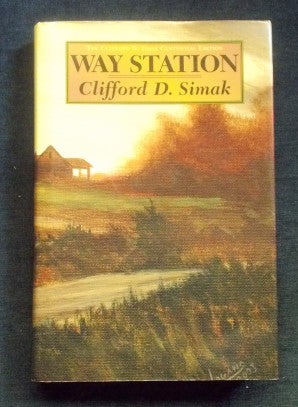 THE CLIFFORD D. SIMAK CENTENNIAL EDITION
WAY STATION
Clifford D. Simak